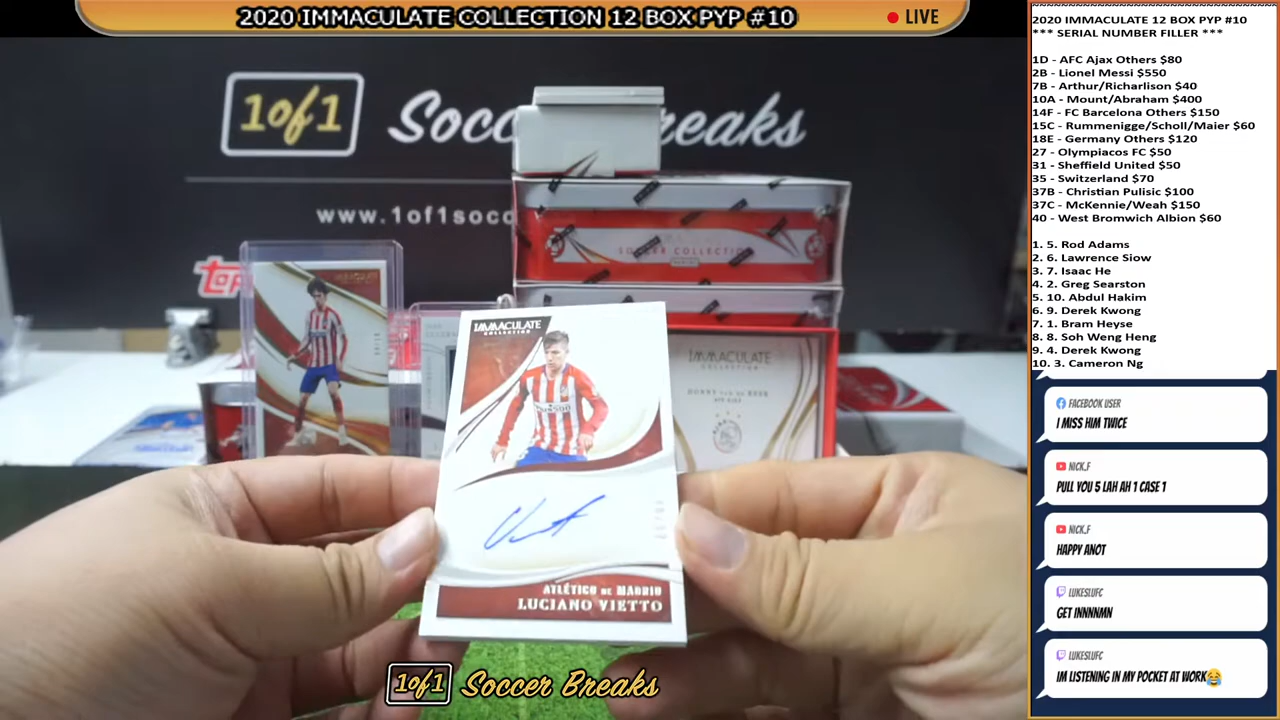 2020 IMMACULATE COLLECTION 12 BOX PYP #10
LIVE
1of1
Soccer Breaks
www.1of1socc
IMMACULATE
COLLECTION
ATLÉTICO DE MADRID
LUCIANO VIETTO
SOCCER COLLECTION
IMMACULATE
COLLECTION
1of1 Soccer Breaks
2020 IMMACULATE 12 BOX PYP #10
*** SERIAL NUMBER FILLER ***
1D - AFC Ajax Others $80
2B - Lionel Messi $550
7B - Arthur/Richarlison $40
10A - Mount/Abraham $400
14F - FC Barcelona Others $150
15C - Rummenigge/Scholl/Maier $60
18E - Germany Others $120
27 - Olympiacos FC $50
31 - Sheffield United $50
35 - Switzerland $70
37B - Christian Pulisic $100
37C - McKennie/Weah $150
40 - West Bromwich Albion $60
1. 5. Rod Adams
2. 6. Lawrence Siow
3. 7. Isaac He
4. 2. Greg Searston
5. 10. Abdul Hakim
6. 9. Derek Kwong
7. 1. Bram Heyse
8. 8. Soh Weng Heng
9. 4. Derek Kwong
10. 3. Cameron Ng
FACEBOOK USER
I MISS HIM TWICE
NICK.F
PULL YOU 5 LAH AH 1 CASE 1
NICK.F
HAPPY ANOT
LUKESLUFC
GET INNNNMN
LUKESLUFC
IM LISTENING IN MY POCKET AT WORK😂